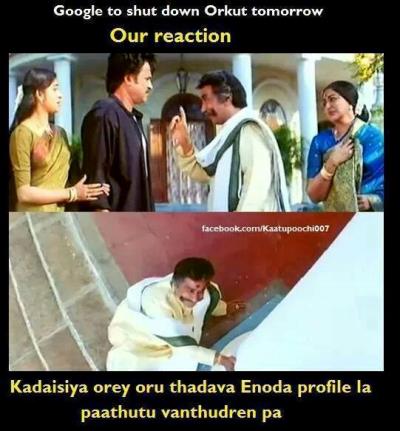 Google to shut down Orkut tomorrow
Our reaction
facebook.com/Kaatupoochi007
Kadaisiya orey oru thadava Enoda profile la
paathutu vanthudren pa